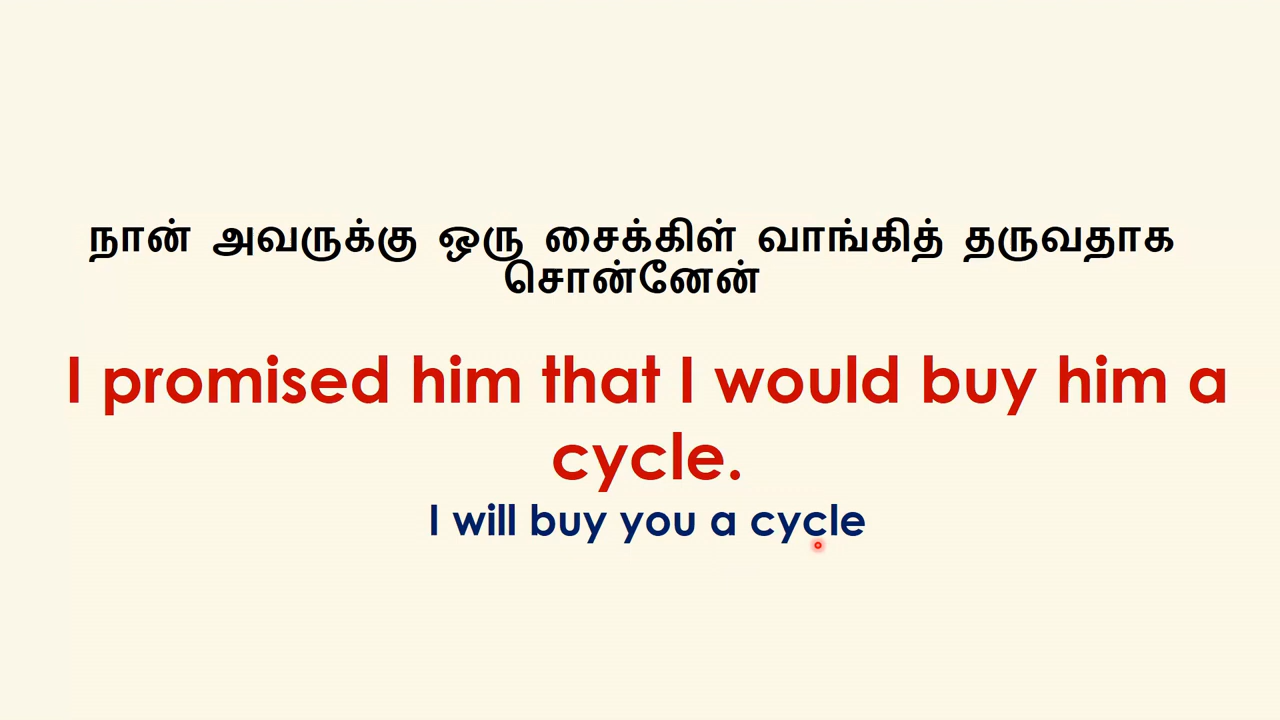 நான் அவருக்கு ஒரு சைக்கிள் வாங்கித் தருவதாக
சொன்னேன்
I promised him that I would buy him a
cycle.
I will buy you a cycle